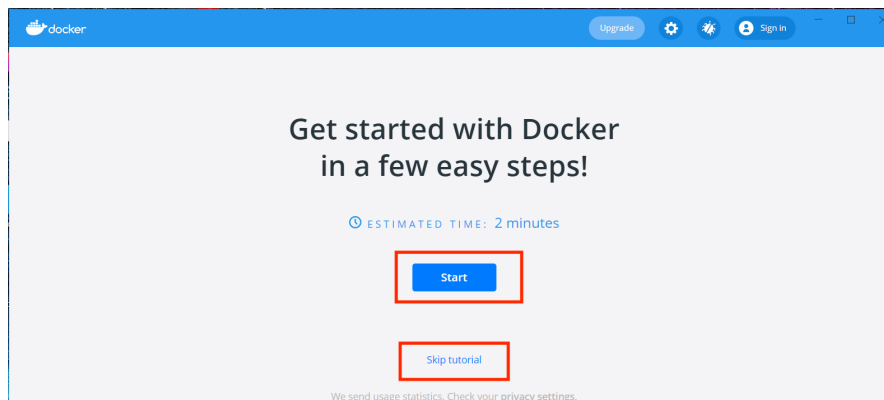 docker
Upgrade
Sign in
Get started with Docker
in a few easy steps!
ESTIMATED TIME: 2 minutes
Start
Skip tutorial
We send usage statistics. Check your privacy settings.